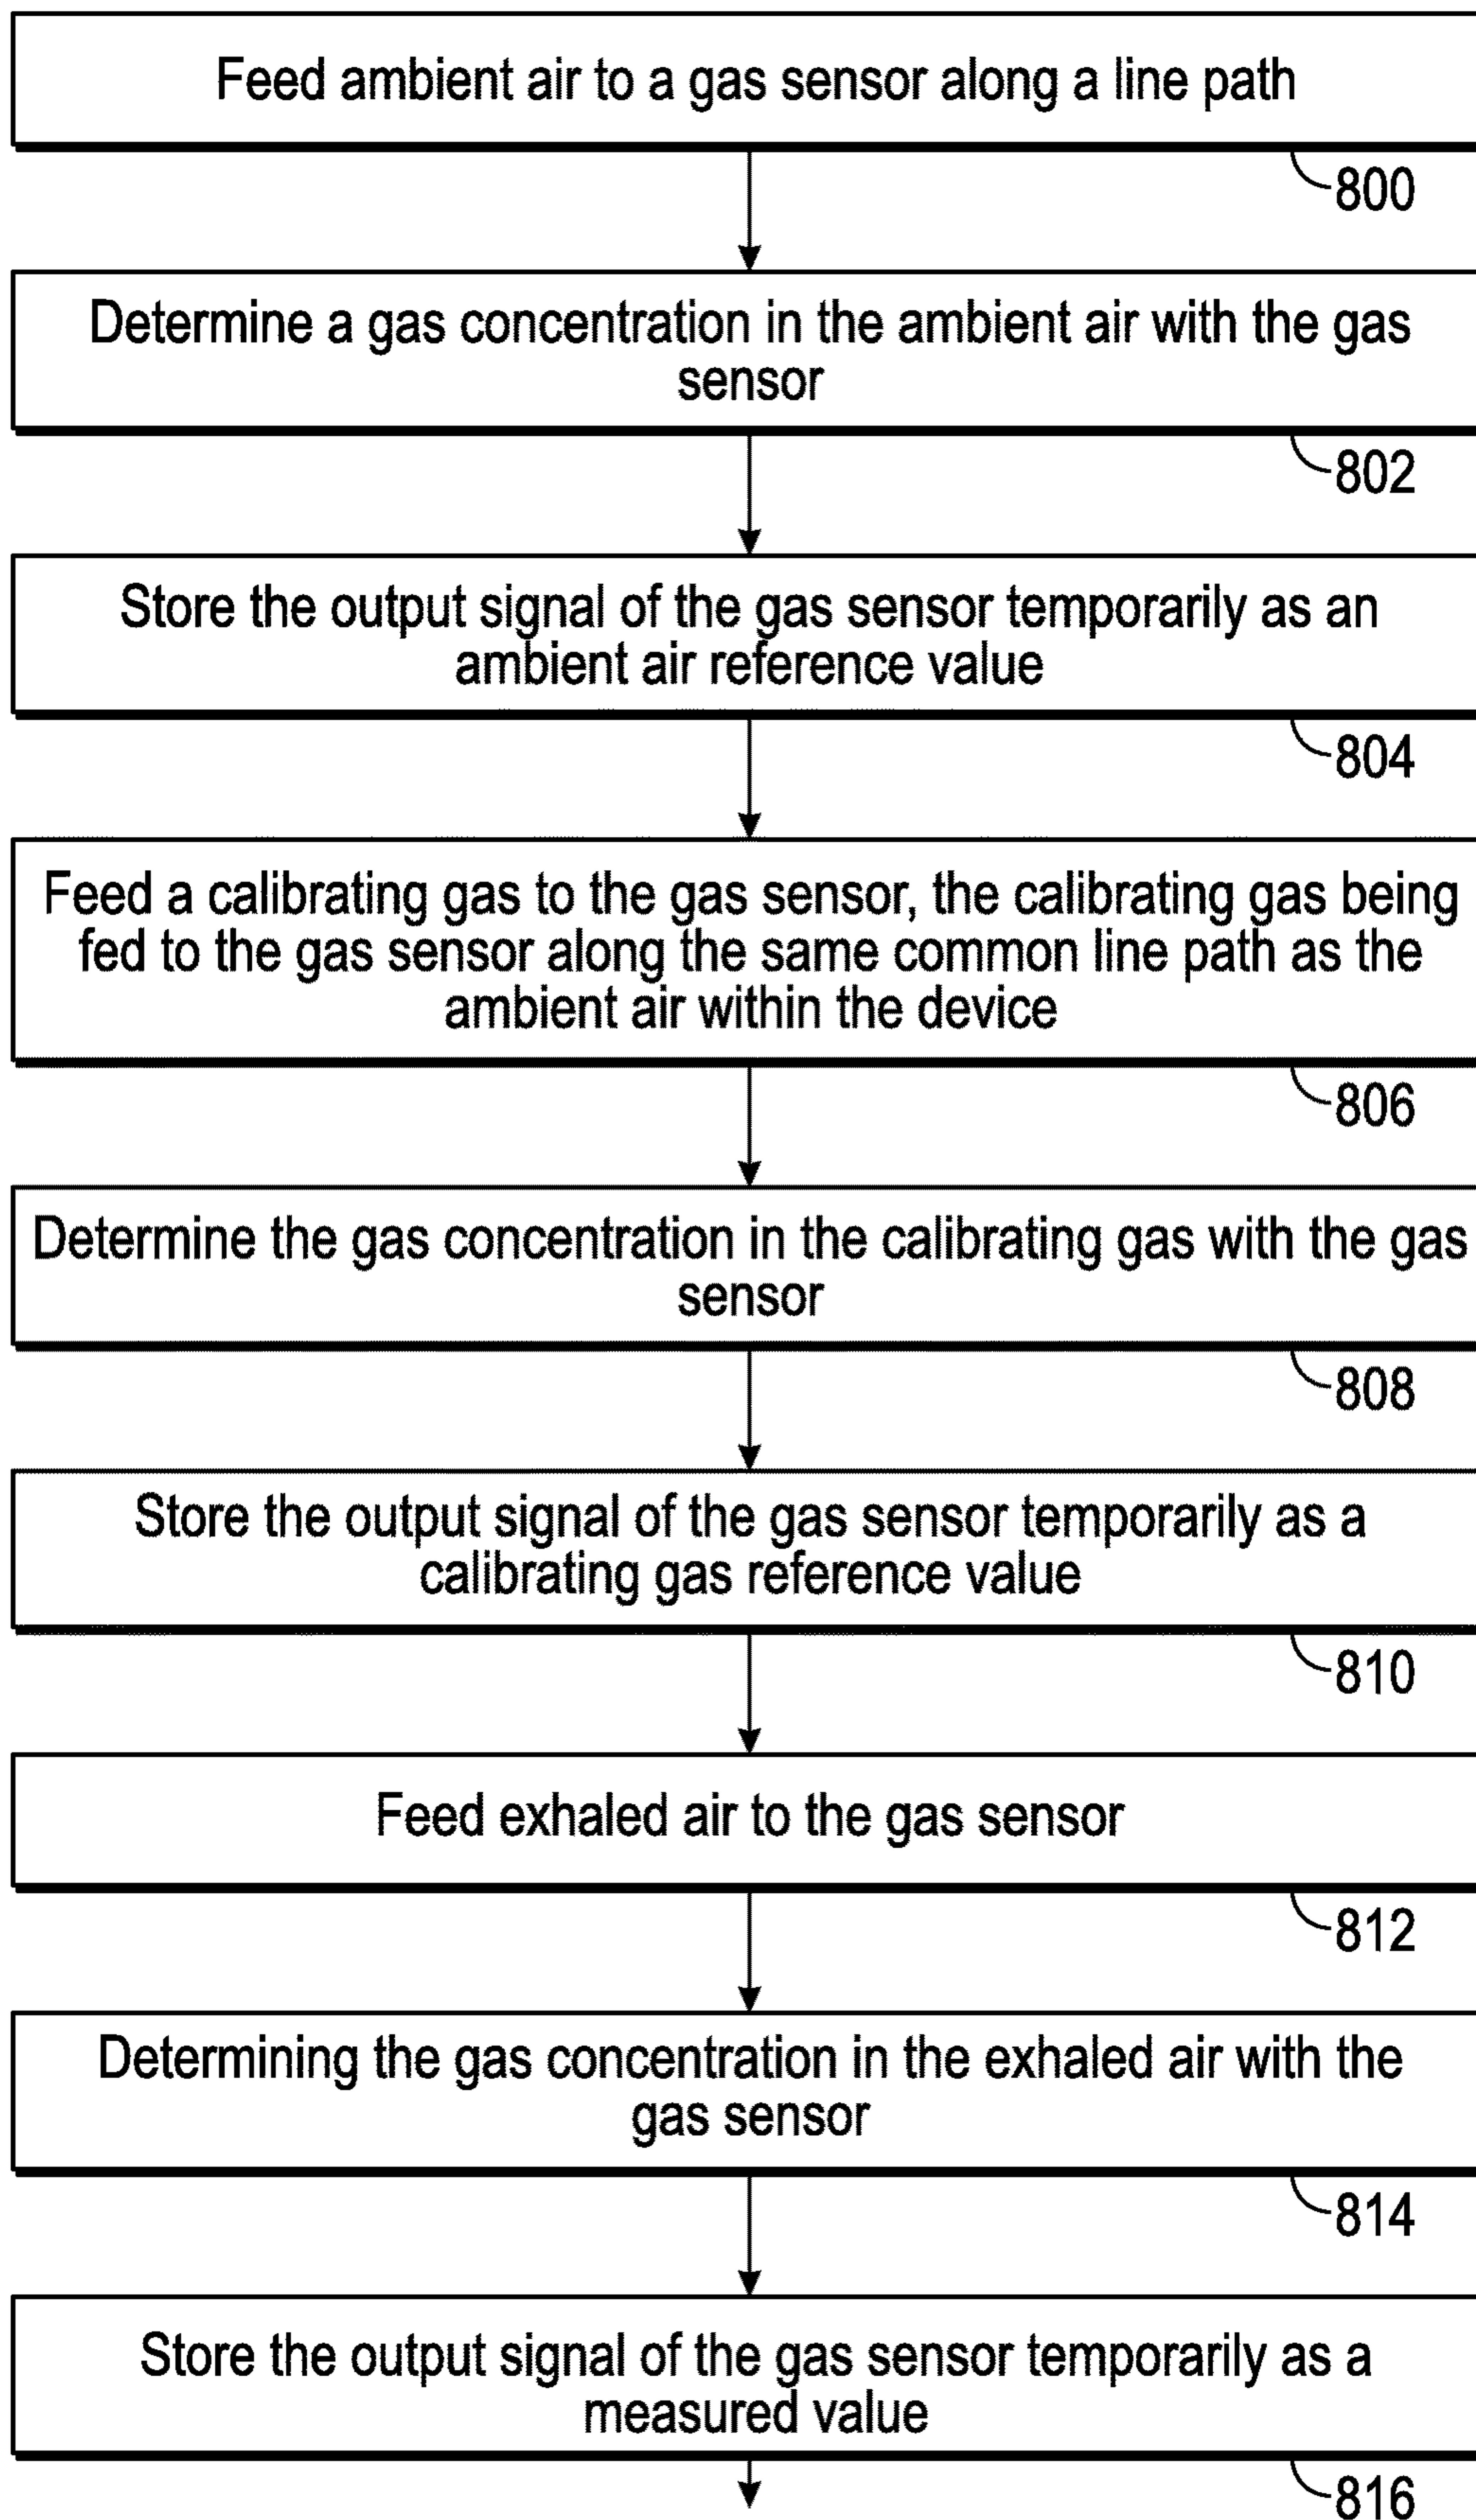 Feed ambient air to a gas sensor along a line path
800
Determine a gas concentration in the ambient air with the gas
sensor
802
Store the output signal of the gas sensor temporarily as an
ambient air reference value
804
Feed a calibrating gas to the gas sensor, the calibrating gas being
fed to the gas sensor along the same common line path as the
ambient air within the device
806
Determine the gas concentration in the calibrating gas with the gas
sensor
808
Store the output signal of the gas sensor temporarily as a
calibrating gas reference value
810
Feed exhaled air to the gas sensor
812
Determining the gas concentration in the exhaled air with the
gas sensor
814
Store the output signal of the gas sensor temporarily as a
measured value
816